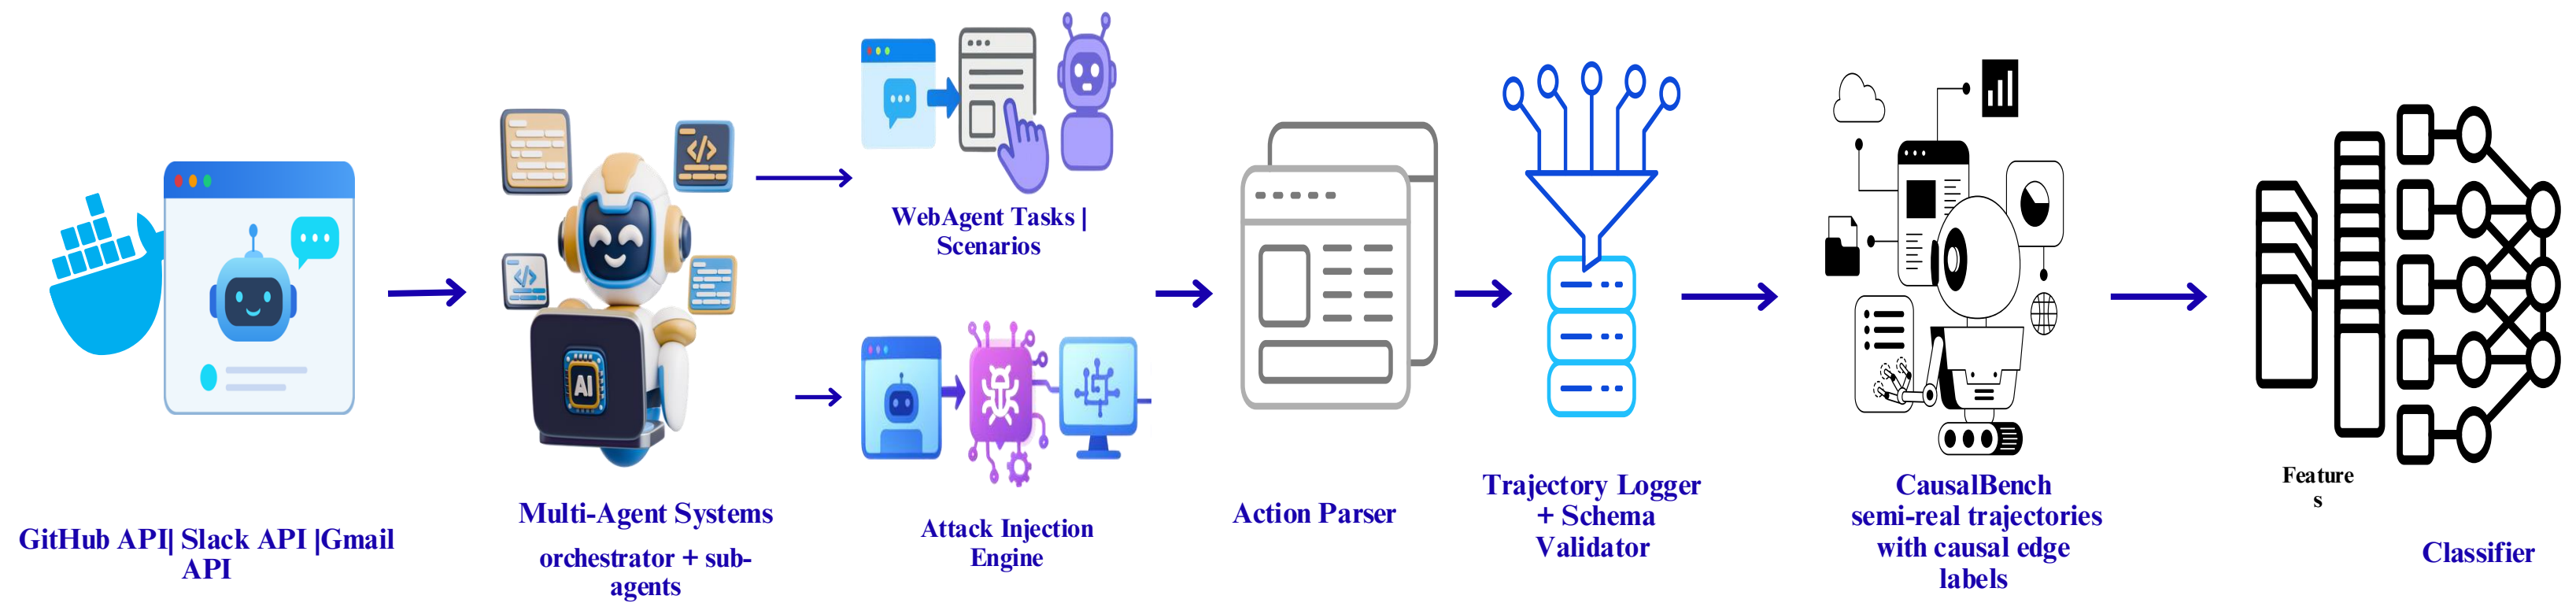 WebAgent Tasks |
Scenarios
GitHub API| Slack API |Gmail
API
Multi-Agent Systems
orchestrator + sub-
agents
AI
Attack Injection
Engine
Action Parser
Trajectory Logger
+ Schema
Validator
CausalBench
semi-real trajectories
with causal edge
labels
Feature
s
Classifier